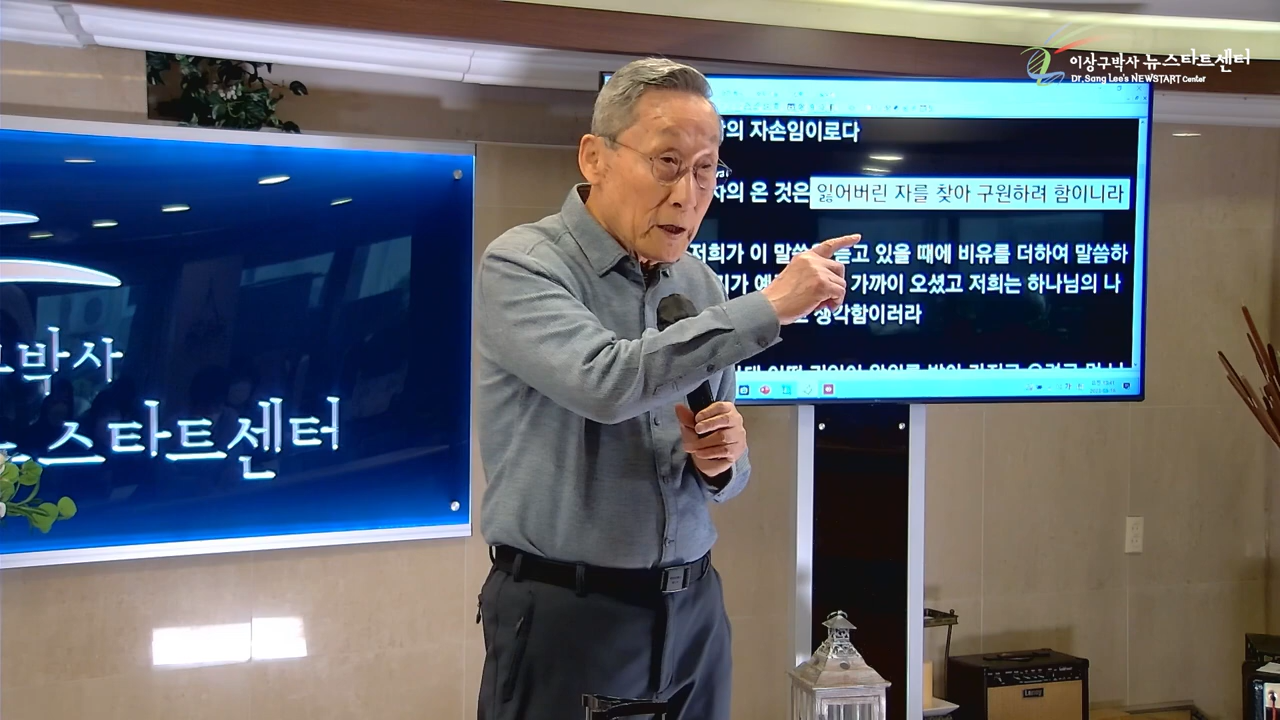 이상구박사 뉴스타트센터
Dr. Sang Lee's NEWSTART Center
의 자손임이로다
자의 온 것은 잃어버린 자를 찾아 구원하려 함이니라
저희가 이 말씀 듣고 있을 때에 비유를 더하여 말씀하
가까이 오셨고 저희는 하나님의 나
생각함이러라
구박사
뉴스타트센터
Laney